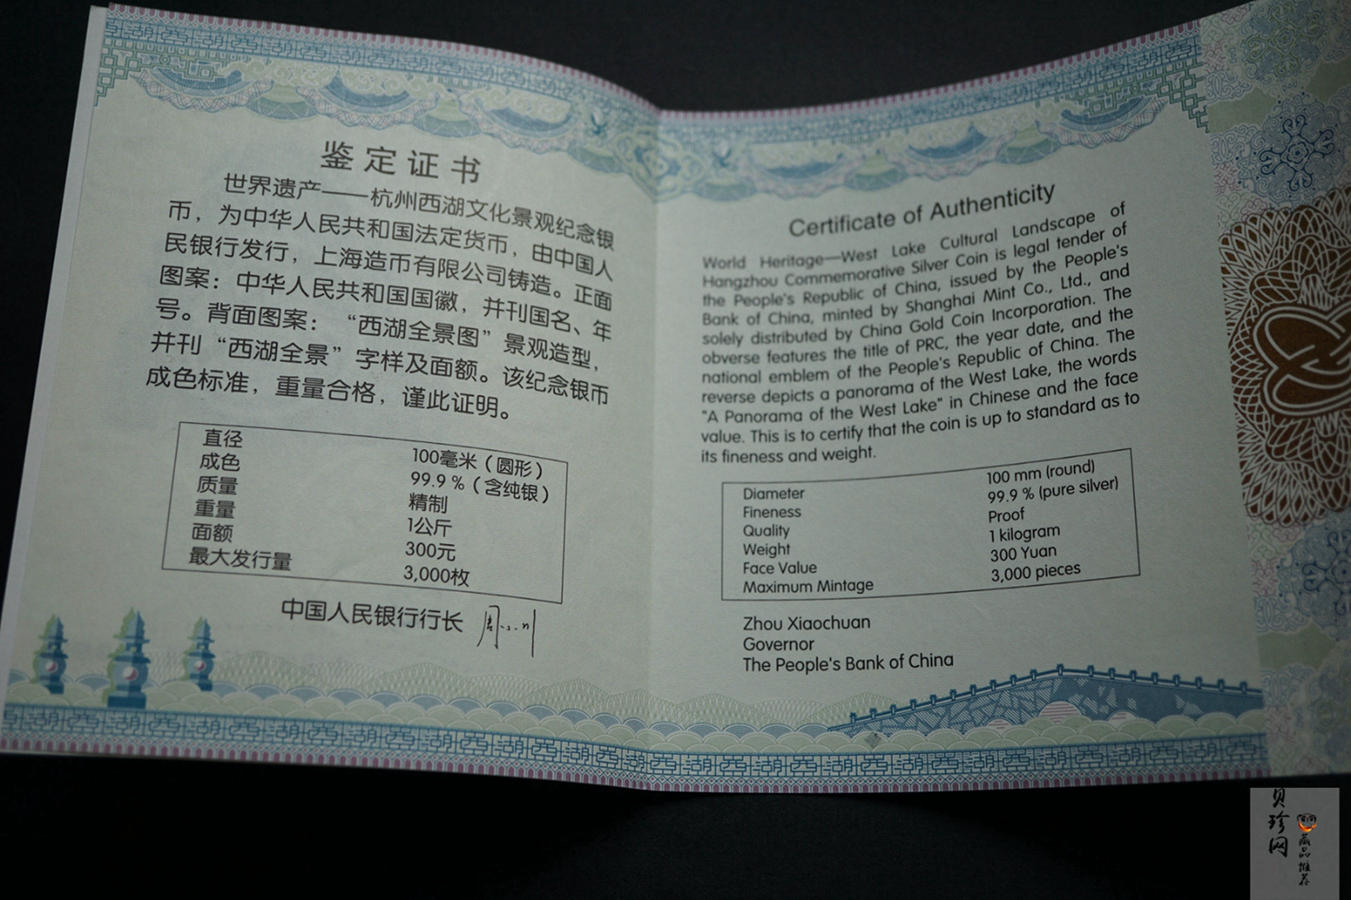 鉴定证书
世界遗产——杭州西湖文化景观纪念银
币，为中华人民共和国法定货币，由中国人
民银行发行，上海造币有限公司铸造。正面
图案：中华人民共和国国徽，并刊国名、年
号。背面图案：“西湖全景图”景观造型，
并刊“西湖全景”字样及面额。该纪念银币
成色标准，重量合格，谨此证明。
直径 100毫米（圆形）
成色 99.9 %（含纯银）
质量 精制
重量 1公斤
面额 300元
最大发行量 3,000枚
中国人民银行行长
Certificate of Authenticity
World Heritage—West Lake Cultural Landscape of
Hangzhou Commemorative Silver Coin is legal tender of
the People's Republic of China, issued by the People's
Bank of China, minted by Shanghai Mint Co., Ltd., and
solely distributed by China Gold Coin Incorporation. The
obverse features the title of PRC, the year date, and the
national emblem of the People's Republic of China. The
reverse depicts a panorama of the West Lake, the words
"A Panorama of the West Lake" in Chinese and the face
value. This is to certify that the coin is up to standard as to
its fineness and weight.
Diameter 100 mm (round)
Fineness 99.9 % (pure silver)
Quality Proof
Weight 1 kilogram
Face Value 300 Yuan
Maximum Mintage 3,000 pieces
Zhou Xiaochuan
Governor
The People's Bank of China
贝珍网
藏品推荐